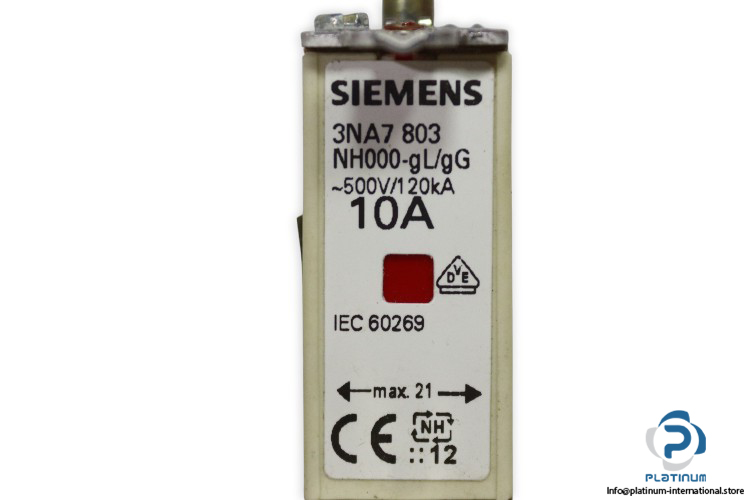 SIEMENS
3NA7 803
NH000-gL/gG
~500V/120kA
10A
DVE
IEC 60269
max. 21
CE NH
::12
PLATINUM
Info@platinum-international.store